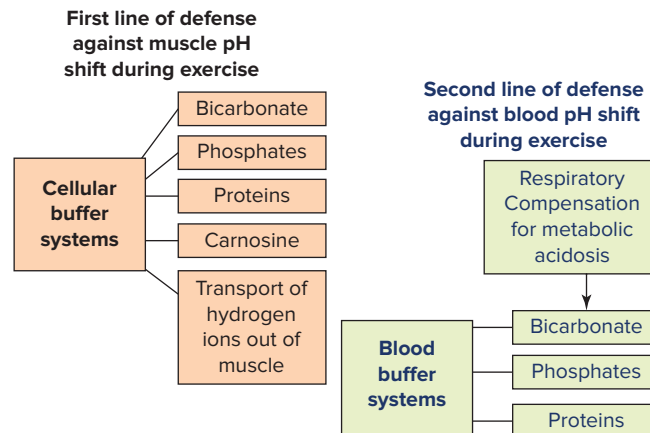 First line of defense
against muscle pH
shift during exercise
Bicarbonate
Phosphates
Cellular
buffer
systems
Proteins
Carnosine
Transport of
hydrogen
ions out of
muscle
Second line of defense
against blood pH shift
during exercise
Respiratory
Compensation
for metabolic
acidosis
Blood
buffer
systems
Bicarbonate
Phosphates
Proteins